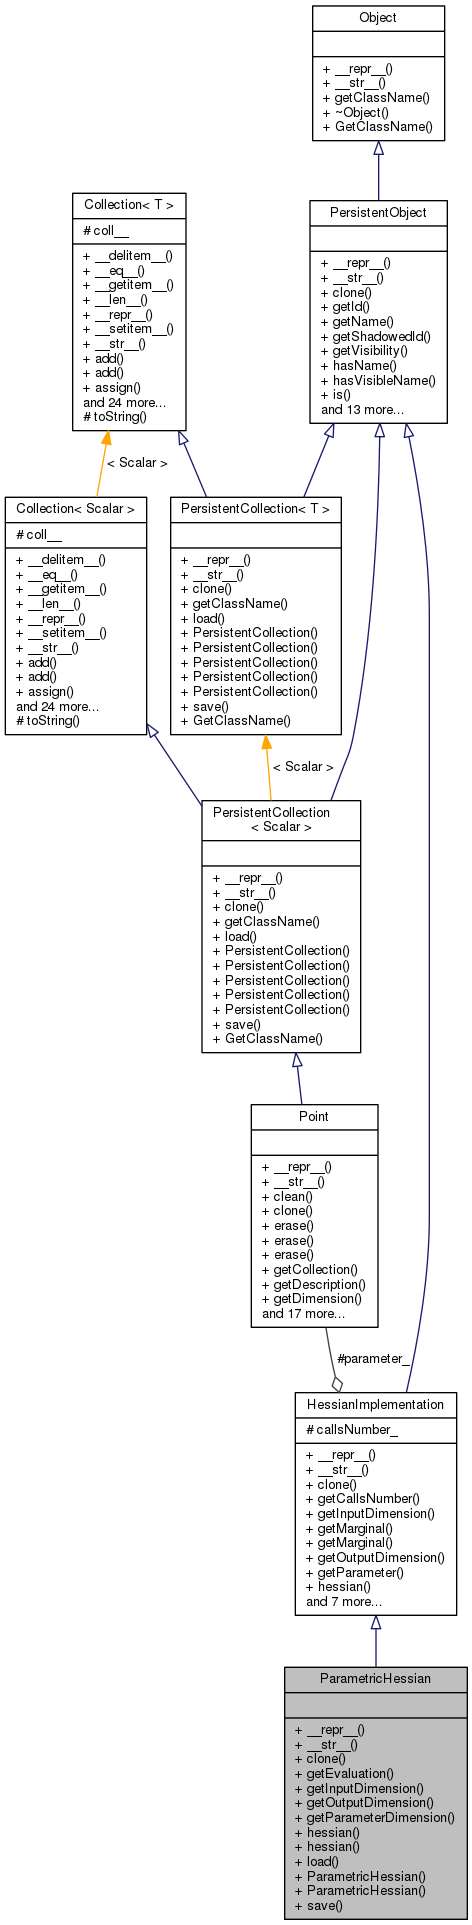 Object
+ __repr__()
+ __str__()
+ getClassName()
+ ~Object()
+ GetClassName()
Collection< T >
# coll__
+ __delitem__()
+ __eq__()
+ __getitem__()
+ __len__()
+ __repr__()
+ __setitem__()
+ __str__()
+ add()
+ add()
+ assign()
and 24 more...
# toString()
PersistentObject
+ __repr__()
+ __str__()
+ clone()
+ getId()
+ getName()
+ getShadowedId()
+ getVisibility()
+ hasName()
+ hasVisibleName()
+ is()
and 13 more...
< Scalar >
Collection< Scalar >
# coll__
+ __delitem__()
+ __eq__()
+ __getitem__()
+ __len__()
+ __repr__()
+ __setitem__()
+ __str__()
+ add()
+ add()
+ assign()
and 24 more...
# toString()
PersistentCollection< T >
+ __repr__()
+ __str__()
+ clone()
+ getClassName()
+ load()
+ PersistentCollection()
+ PersistentCollection()
+ PersistentCollection()
+ PersistentCollection()
+ PersistentCollection()
+ save()
+ GetClassName()
< Scalar >
PersistentCollection
< Scalar >
+ __repr__()
+ __str__()
+ clone()
+ getClassName()
+ load()
+ PersistentCollection()
+ PersistentCollection()
+ PersistentCollection()
+ PersistentCollection()
+ PersistentCollection()
+ save()
+ GetClassName()
Point
+ __repr__()
+ __str__()
+ clean()
+ clone()
+ erase()
+ erase()
+ erase()
+ getCollection()
+ getDescription()
+ getDimension()
and 17 more...
#parameter_
HessianImplementation
# callsNumber_
+ __repr__()
+ __str__()
+ clone()
+ getCallsNumber()
+ getInputDimension()
+ getMarginal()
+ getMarginal()
+ getOutputDimension()
+ getParameter()
+ hessian()
and 7 more...
ParametricHessian
+ __repr__()
+ __str__()
+ clone()
+ getEvaluation()
+ getInputDimension()
+ getOutputDimension()
+ getParameterDimension()
+ hessian()
+ hessian()
+ load()
+ ParametricHessian()
+ ParametricHessian()
+ save()